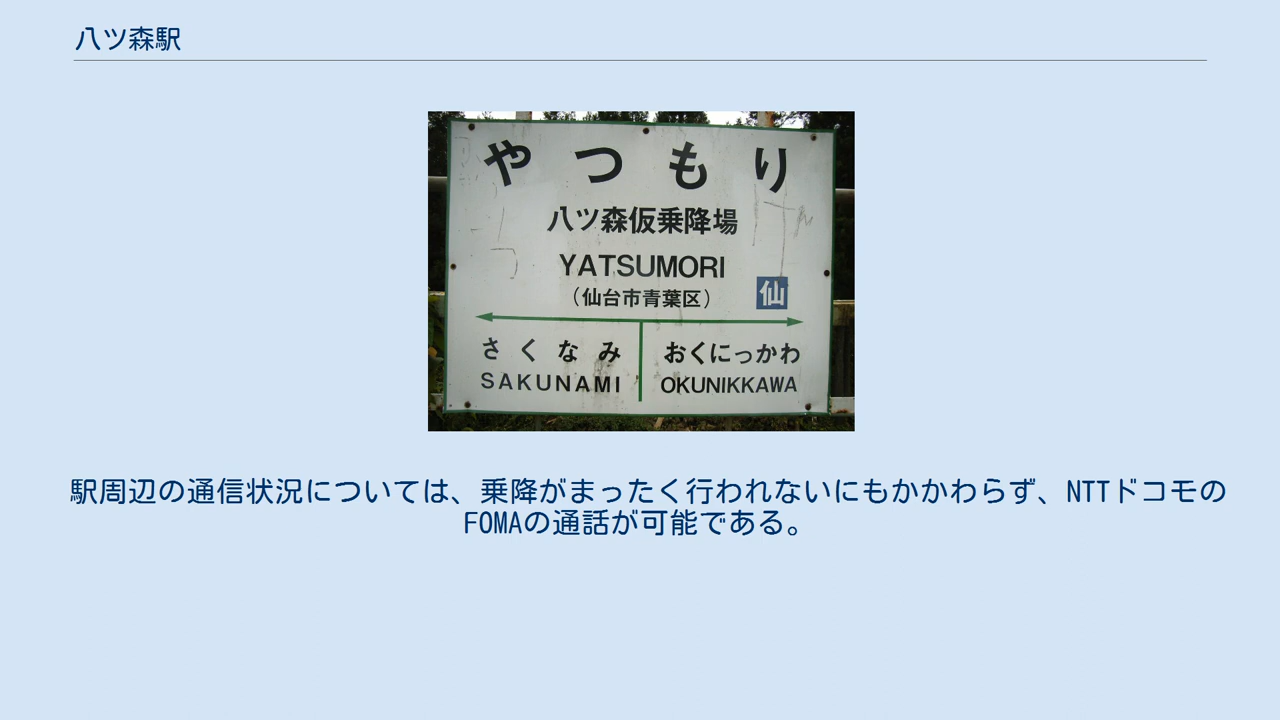 八ツ森駅
やつもり
八ツ森仮乗降場
YATSUMORI
（仙台市青葉区）
仙
さくなみ おくにっかわ
SAKUNAMI OKUNIKKAWA
駅周辺の通信状況については、乗降がまったく行われないにもかかわらず、NTTドコモの
FOMAの通話が可能である。